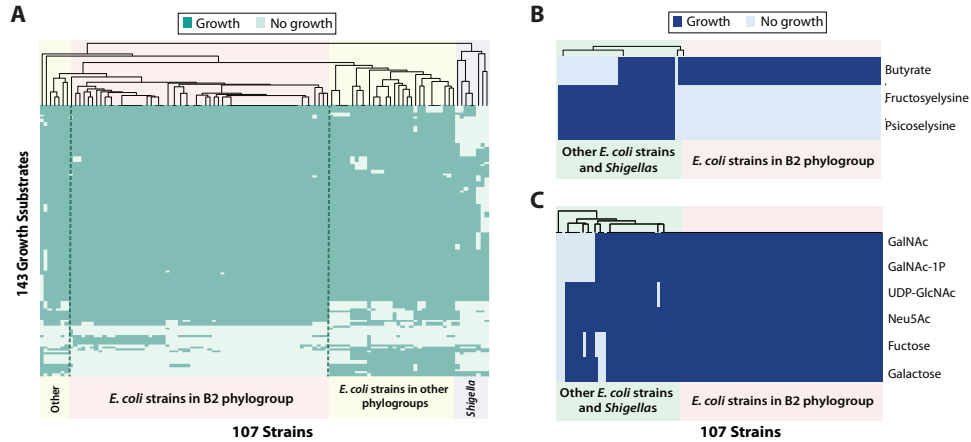 A
Growth No growth
143 Growth Ssubstrates
Other
E. coli strains in B2 phylogroup
E. coli strains in other
phylogroups
Shigella
107 Strains
B
Growth No growth
Butyrate
Fructosyelysine
Psicoselysine
Other E. coli strains
and Shigellas
E. coli strains in B2 phylogroup
C
GalNAc
GalNAc-1P
UDP-GlcNAc
Neu5Ac
Fuctose
Galactose
Other E. coli strains
and Shigellas
E. coli strains in B2 phylogroup
107 Strains